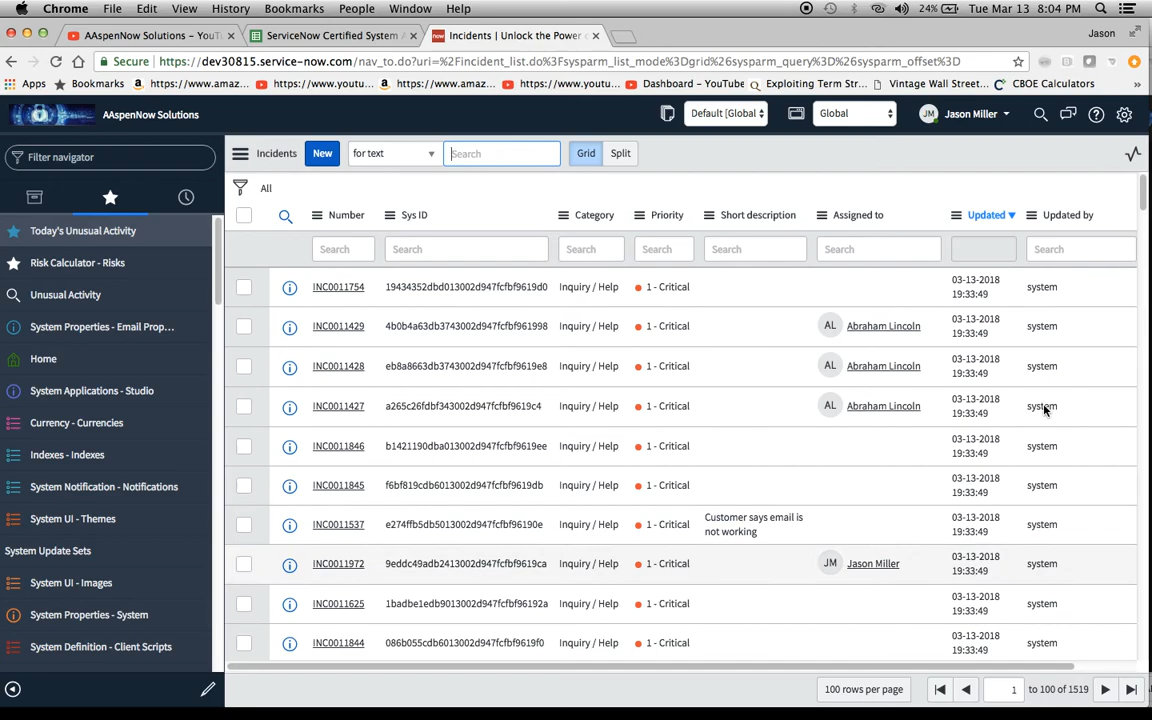 Chrome File Edit View History Bookmarks People Window Help 24% Tue Mar 13 8:04 PM
AAspenNow Solutions – YouT ServiceNow Certified System A Incidents | Unlock the Power o Jason
Secure https://dev30815.service-now.com/nav_to.do?uri=%2Fincident_list.do%3Fsysparm_list_mode%3Dgrid%26sysparm_query%3D%26sysparm_offset%3D
Apps Bookmarks https://www.amaz... https://www.youtu... https://www.amaz... https://www.youtu... Dashboard – YouTube Exploiting Term Str... Vintage Wall Street... CBOE Calculators »
AAspenNow Solutions Default [Global Global JM Jason Miller
Filter navigator
Incidents New for text Search Grid Split
All
Number Sys ID Category Priority Short description Assigned to Updated Updated by
Search Search Search Search Search Search Search
Today's Unusual Activity
Risk Calculator - Risks
Unusual Activity
System Properties - Email Prop...
Home
System Applications - Studio
Currency - Currencies
Indexes - Indexes
System Notification - Notifications
System UI - Themes
System Update Sets
System UI - Images
System Properties - System
System Definition - Client Scripts
INC0011754 19434352dbd013002d947fcfbf9619d0 Inquiry / Help 1 - Critical 03-13-2018 19:33:49 system
INC0011429 4b0b4a63db3743002d947fcfbf961998 Inquiry / Help 1 - Critical AL Abraham Lincoln 03-13-2018 19:33:49 system
INC0011428 eb8a8663db3743002d947fcfbf9619e8 Inquiry / Help 1 - Critical AL Abraham Lincoln 03-13-2018 19:33:49 system
INC0011427 a265c26fdbf343002d947fcfbf9619c4 Inquiry / Help 1 - Critical AL Abraham Lincoln 03-13-2018 19:33:49 system
INC0011846 b1421190dba013002d947fcfbf9619ee Inquiry / Help 1 - Critical 03-13-2018 19:33:49 system
INC0011845 f6bf819cdb6013002d947fcfbf9619db Inquiry / Help 1 - Critical 03-13-2018 19:33:49 system
INC0011537 e274ffb5db5013002d947fcfbf96190e Inquiry / Help 1 - Critical Customer says email is not working 03-13-2018 19:33:49 system
INC0011972 9eddc49adb2413002d947fcfbf9619ca Inquiry / Help 1 - Critical JM Jason Miller 03-13-2018 19:33:49 system
INC0011625 1badbe1edb9013002d947fcfbf96192a Inquiry / Help 1 - Critical 03-13-2018 19:33:49 system
INC0011844 086b055cdb6013002d947fcfbf9619f0 Inquiry / Help 1 - Critical 03-13-2018 19:33:49 system
100 rows per page 1 to 100 of 1519